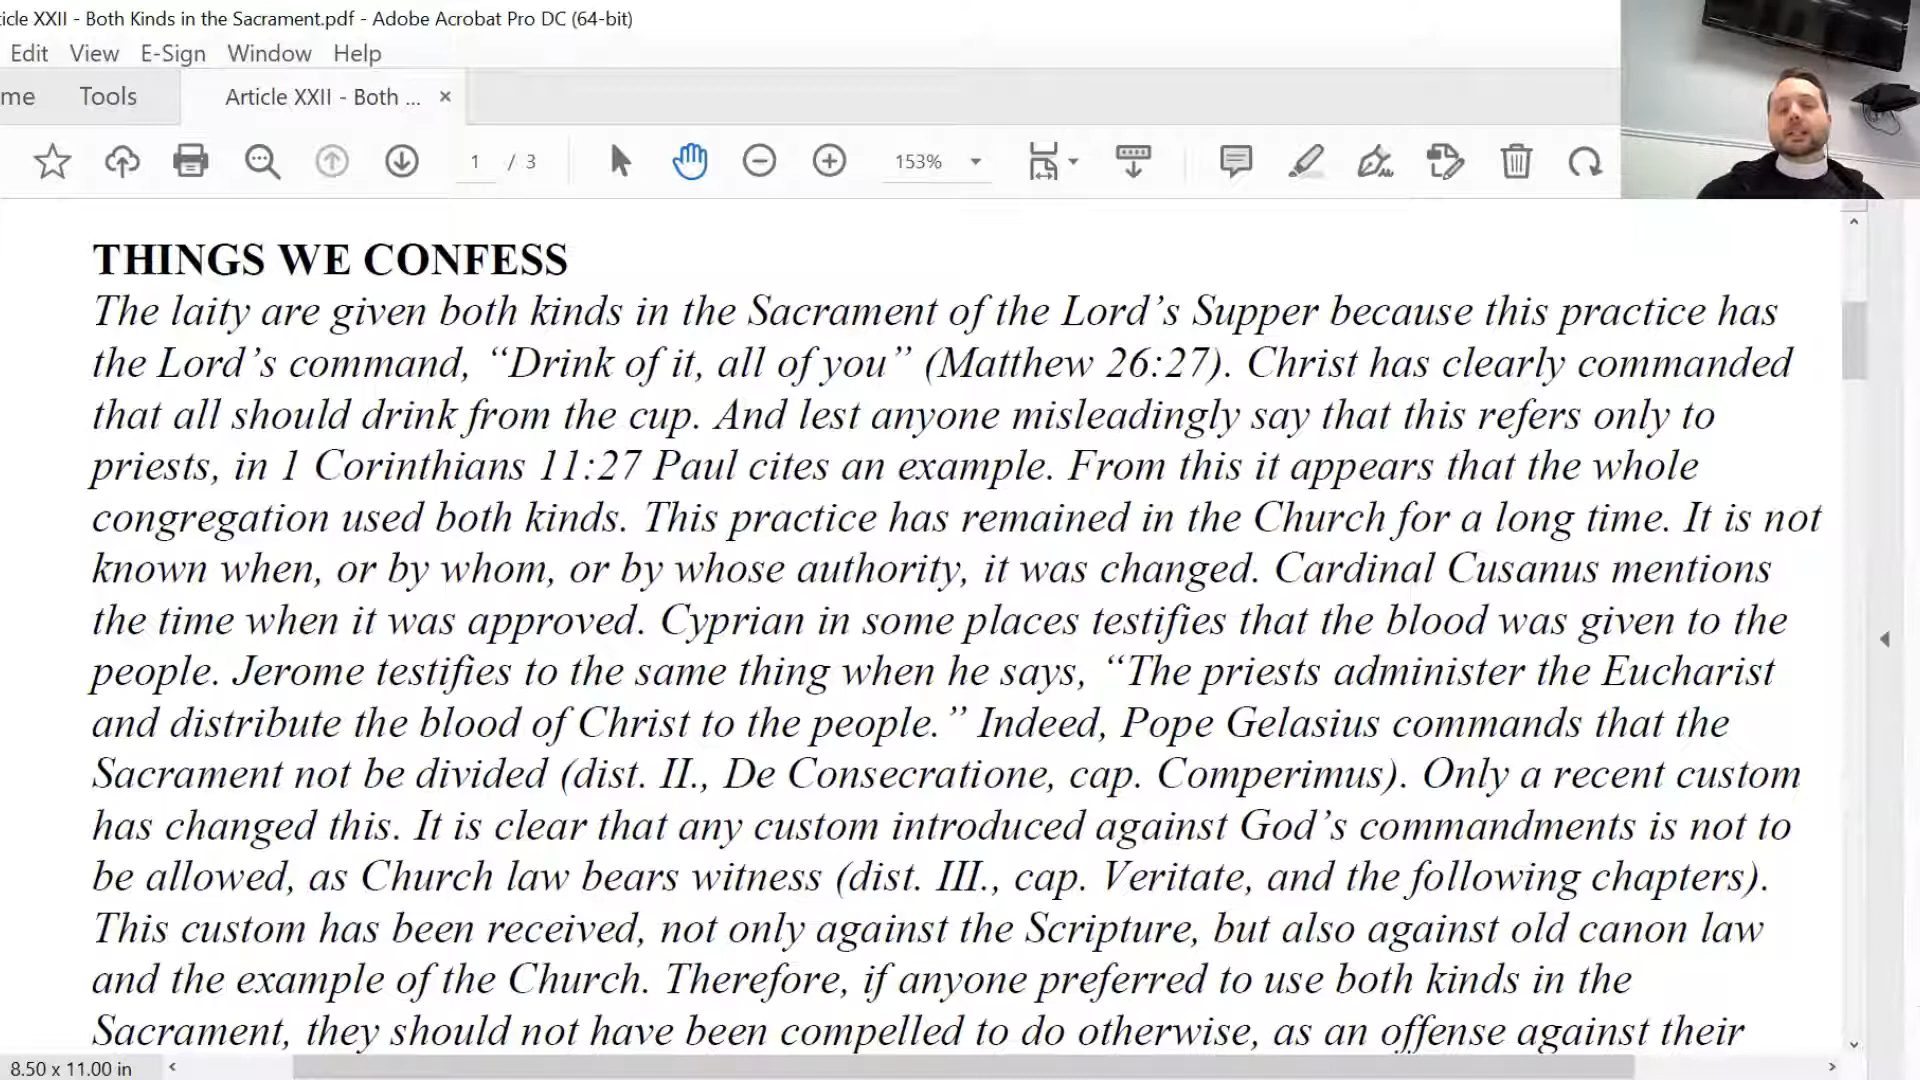 ticle XXII - Both Kinds in the Sacrament.pdf - Adobe Acrobat Pro DC (64-bit)
Edit View E-Sign Window Help
me Tools Article XXII - Both ... ×
1 / 3 153%
THINGS WE CONFESS
The laity are given both kinds in the Sacrament of the Lord’s Supper because this practice has
the Lord’s command, “Drink of it, all of you” (Matthew 26:27). Christ has clearly commanded
that all should drink from the cup. And lest anyone misleadingly say that this refers only to
priests, in 1 Corinthians 11:27 Paul cites an example. From this it appears that the whole
congregation used both kinds. This practice has remained in the Church for a long time. It is not
known when, or by whom, or by whose authority, it was changed. Cardinal Cusanus mentions
the time when it was approved. Cyprian in some places testifies that the blood was given to the
people. Jerome testifies to the same thing when he says, “The priests administer the Eucharist
and distribute the blood of Christ to the people.” Indeed, Pope Gelasius commands that the
Sacrament not be divided (dist. II., De Consecratione, cap. Comperimus). Only a recent custom
has changed this. It is clear that any custom introduced against God’s commandments is not to
be allowed, as Church law bears witness (dist. III., cap. Veritate, and the following chapters).
This custom has been received, not only against the Scripture, but also against old canon law
and the example of the Church. Therefore, if anyone preferred to use both kinds in the
Sacrament, they should not have been compelled to do otherwise, as an offense against their
8.50 x 11.00 in